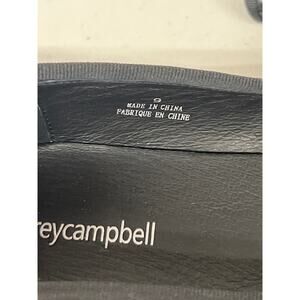 9
MADE IN CHINA
FABRIQUE EN CHINE
reycampbell